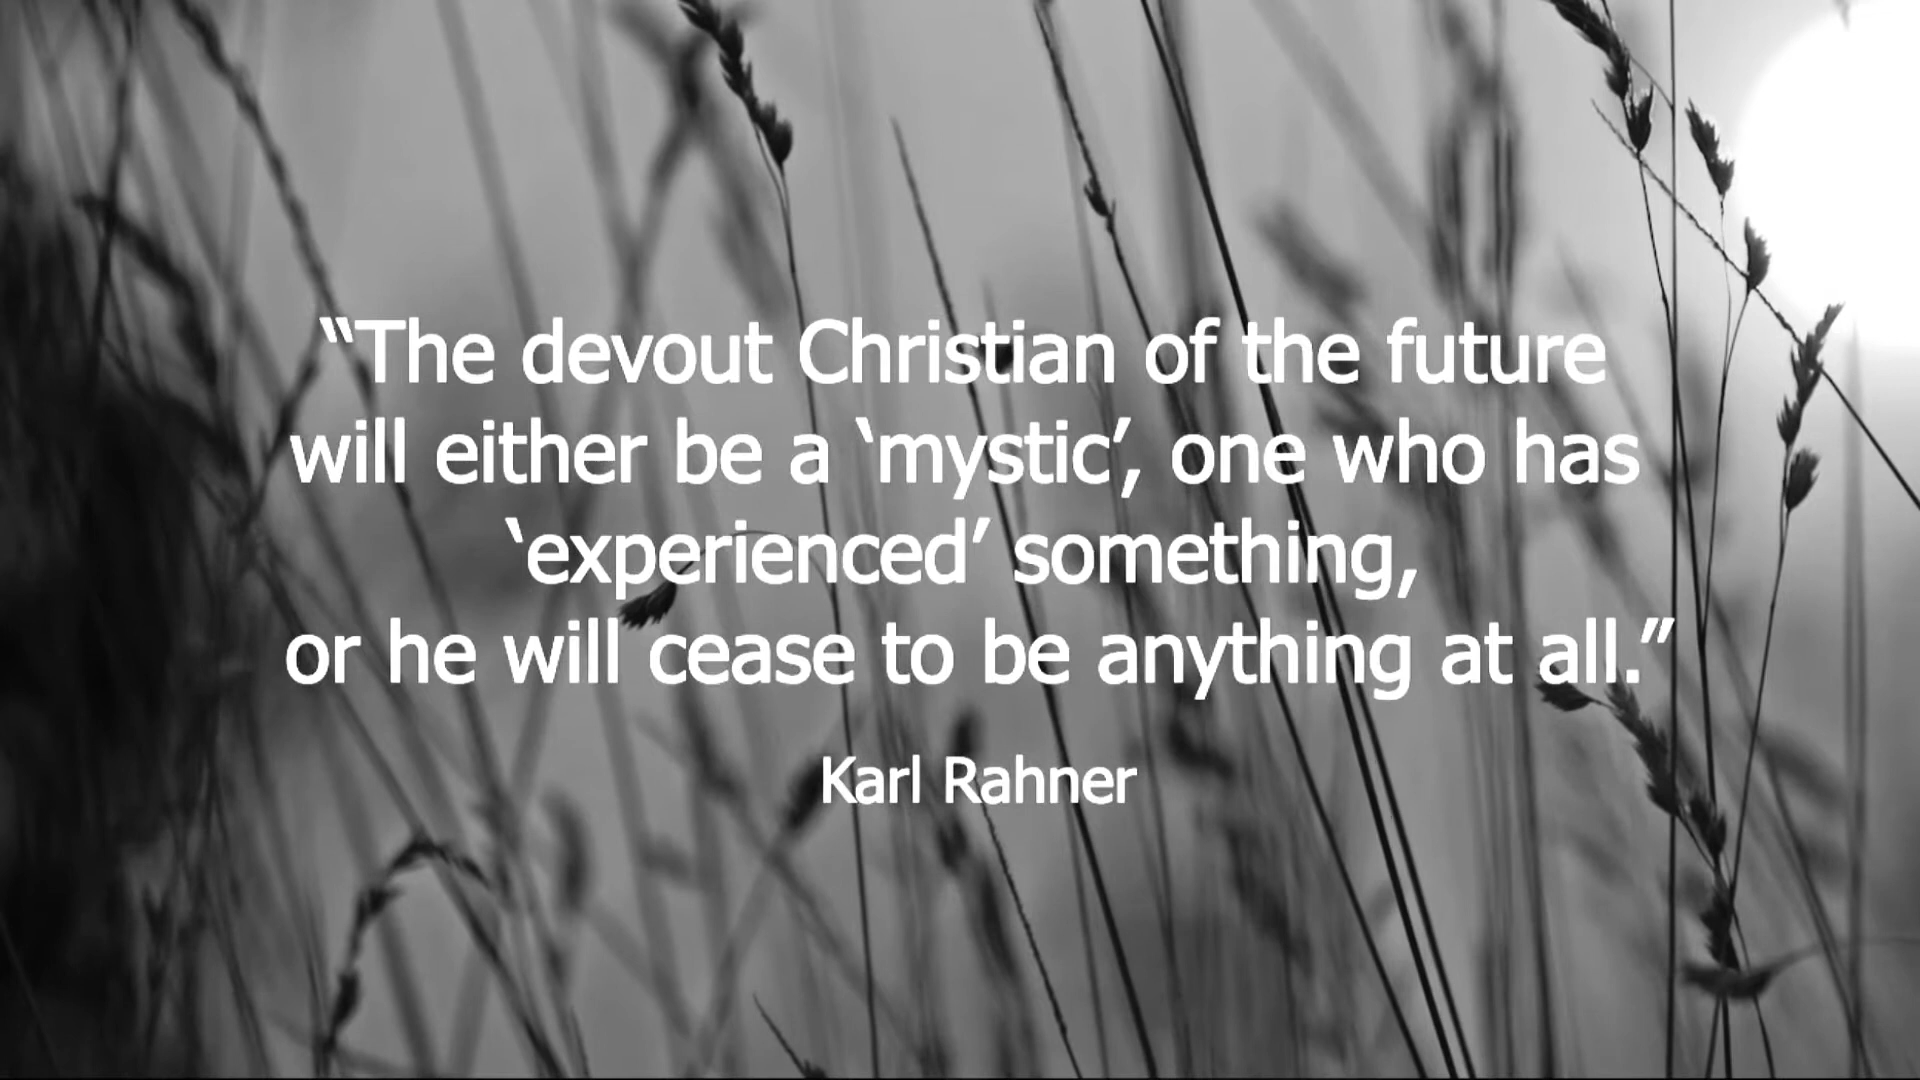 “The devout Christian of the future
will either be a ‘mystic’, one who has
‘experienced’ something,
or he will cease to be anything at all.”
Karl Rahner